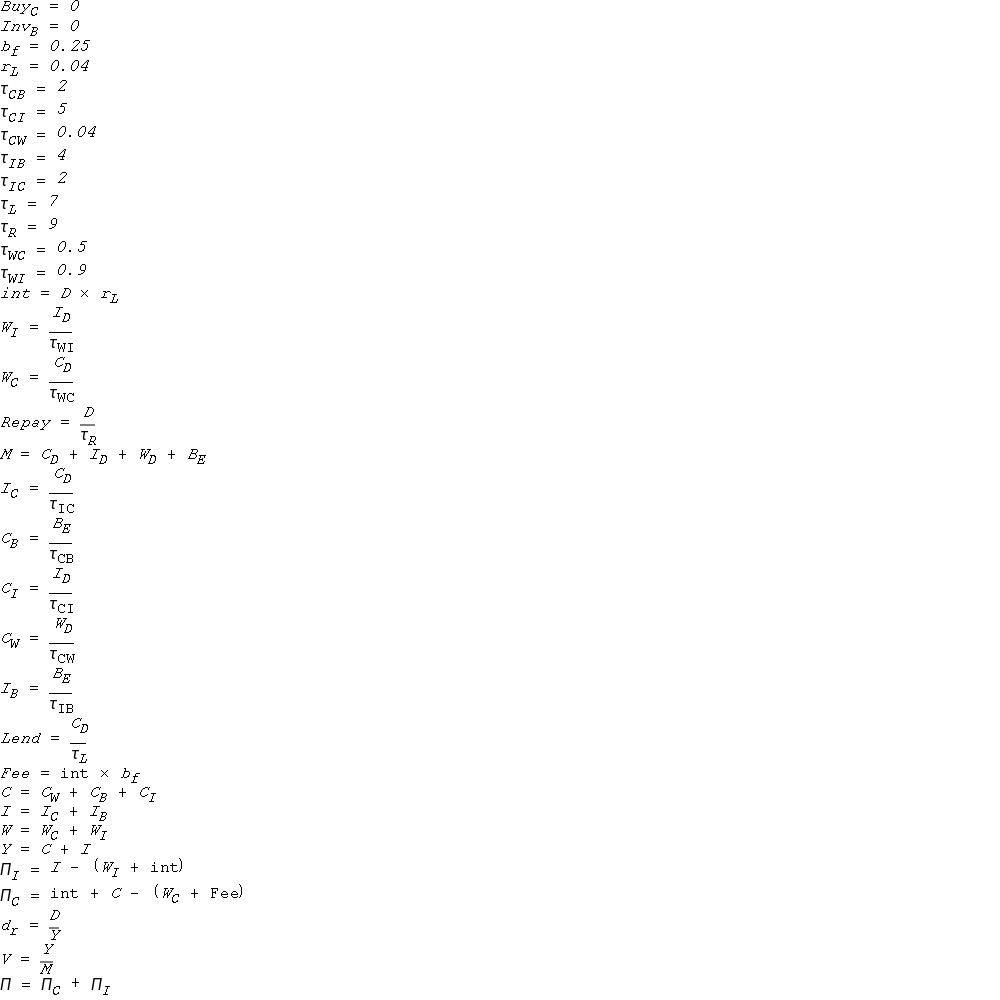 Buy_C = 0
Inv_B = 0
b_f = 0.25
r_L = 0.04
τ_CB = 2
τ_CI = 5
τ_CW = 0.04
τ_IB = 4
τ_IC = 2
τ_L = 7
τ_R = 9
τ_WC = 0.5
τ_WI = 0.9
int = D × r_L
W_I = I_D / τ_WI
W_C = C_D / τ_WC
Repay = D / τ_R
M = C_D + I_D + W_D + B_E
I_C = C_D / τ_IC
C_B = B_E / τ_CB
C_I = I_D / τ_CI
C_W = W_D / τ_CW
I_B = B_E / τ_IB
Lend = C_D / τ_L
Fee = int × b_f
C = C_W + C_B + C_I
I = I_C + I_B
W = W_C + W_I
Y = C + I
Π_I = I - (W_I + int)
Π_C = int + C - (W_C + Fee)
d_r = D / Y
V = Y / M
Π = Π_C + Π_I